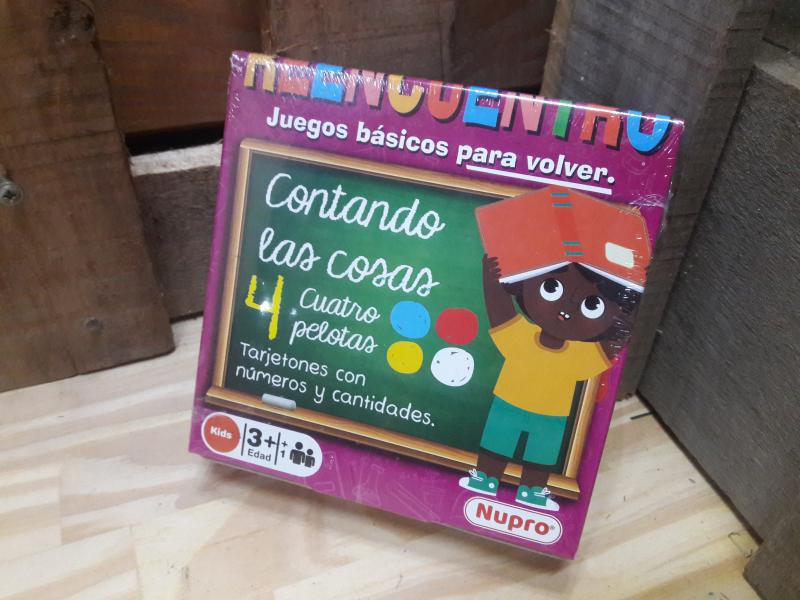 REENCUENTRO
Juegos básicos para volver.
Contando
las cosas
4 Cuatro
pelotas
Tarjetones con
números y cantidades.
Kids
3+
Edad
+
1
Nupro®